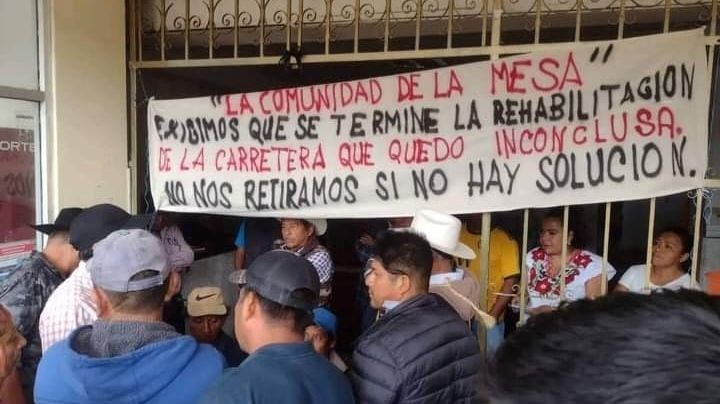 "LA COMUNIDAD DE LA MESA"
EXIGIMOS QUE SE TERMINE LA REHABILITACION
DE LA CARRETERA QUE QUEDO INCONCLUSA.
NO NOS RETIRAMOS SI NO HAY SOLUCION.
ORTE